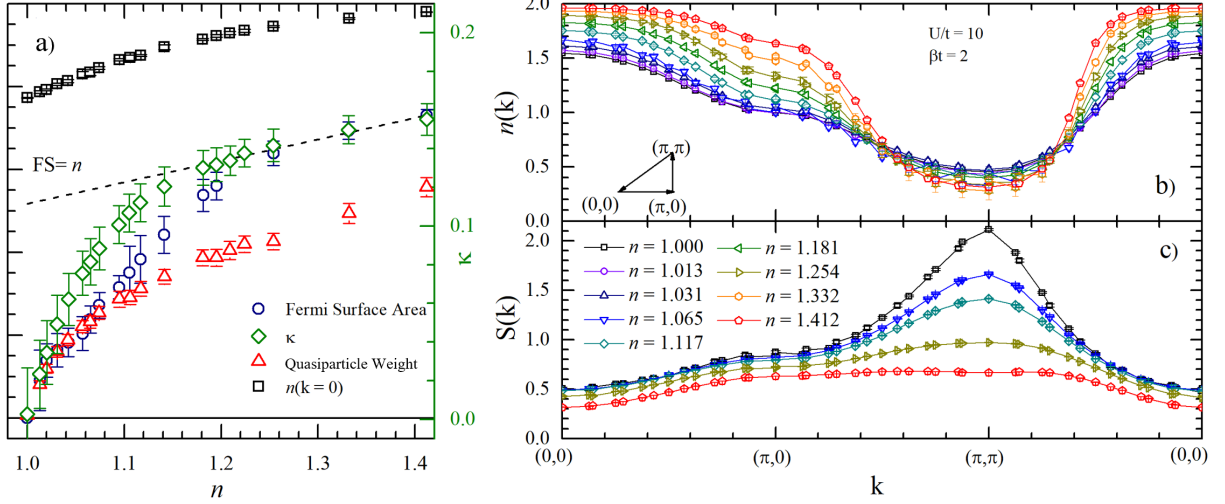 a)
FS= n
Fermi Surface Area
κ
Quasiparticle Weight
n(k = 0)
1.0
1.1
1.2
1.3
1.4
n
0.2
0.1
0.0
κ
2.0
1.5
1.0
0.5
0.0
n(k)
U/t = 10
βt = 2
(π,π)
(0,0)
(π,0)
b)
2.0
1.5
1.0
0.5
0.0
S(k)
c)
n = 1.000
n = 1.013
n = 1.031
n = 1.065
n = 1.117
n = 1.181
n = 1.254
n = 1.332
n = 1.412
(0,0)
(π,0)
(π,π)
(0,0)
k